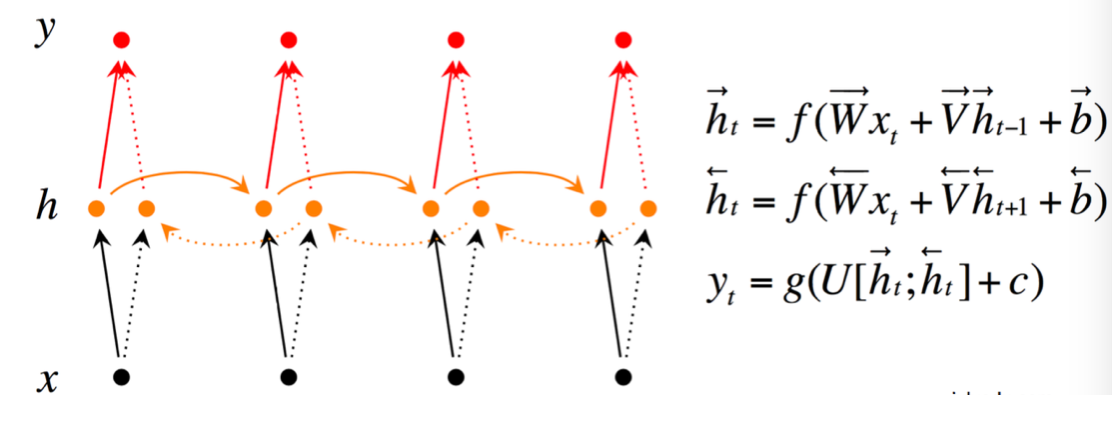 y
h
x
→h_t = f(→W x_t + →V →h_{t−1} + →b)
←h_t = f(←W x_t + ←V ←h_{t+1} + ←b)
y_t = g(U[→h_t; ←h_t] + c)